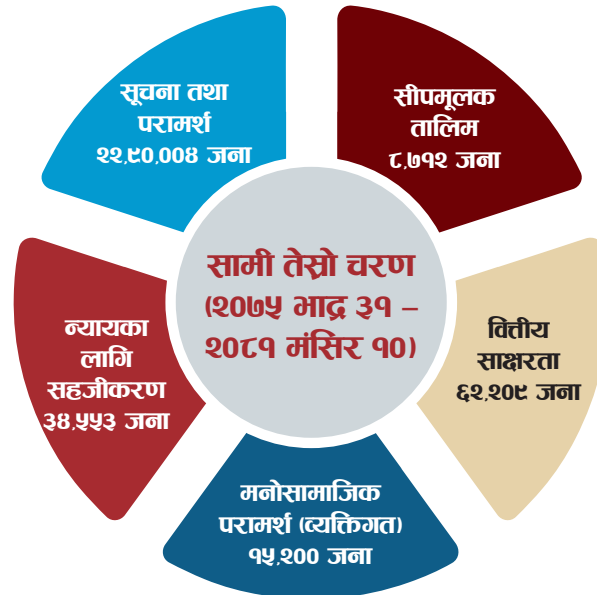 सूचना तथा
परामर्श
२२,९०,००४ जना
सीपमूलक
तालिम
८,७१२ जना
सामी तेस्रो चरण
(२०७५ भाद्र ३१ –
२०८१ मंसिर १०)
न्यायका
लागि
सहजीकरण
३४,५५३ जना
वित्तीय
साक्षरता
६२,२०९ जना
मनोसामाजिक
परामर्श (व्यक्तिगत)
१५,२०० जना